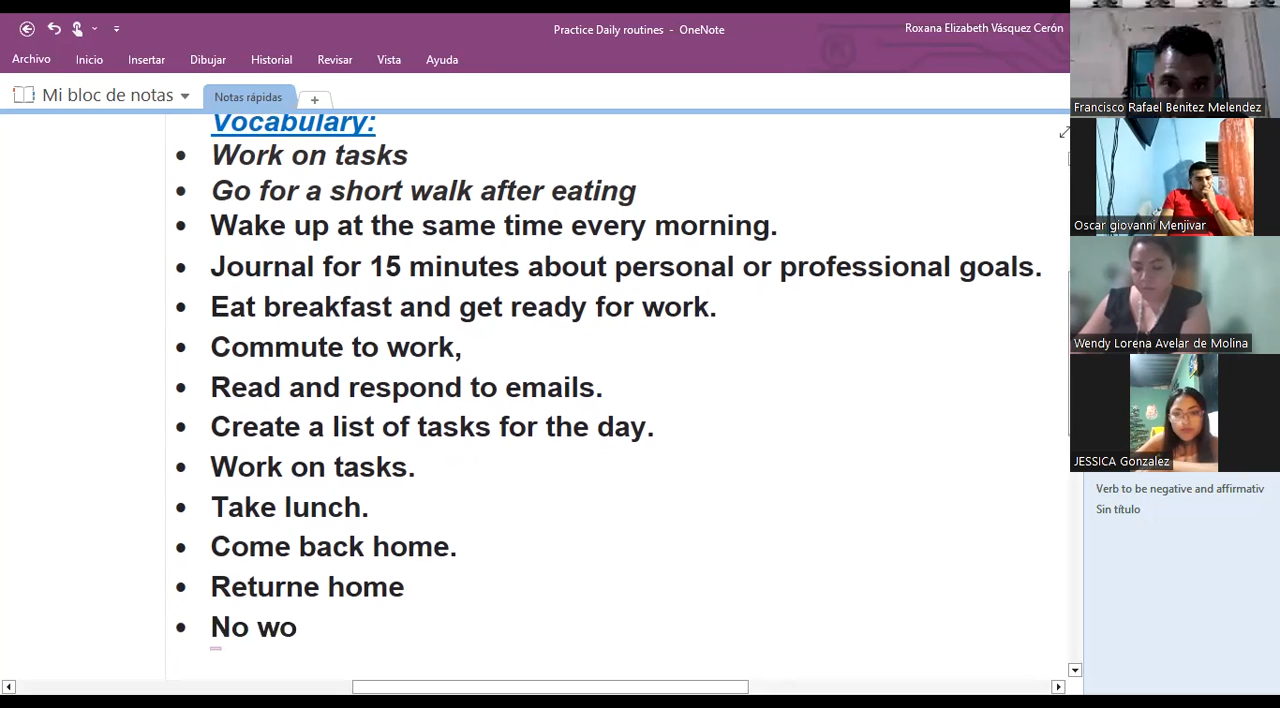 Practice Daily routines - OneNote
Roxana Elizabeth Vásquez Cerón
Archivo Inicio Insertar Dibujar Historial Revisar Vista Ayuda
Mi bloc de notas
Notas rápidas
Vocabulary:
• Work on tasks
• Go for a short walk after eating
• Wake up at the same time every morning.
• Journal for 15 minutes about personal or professional goals.
• Eat breakfast and get ready for work.
• Commute to work,
• Read and respond to emails.
• Create a list of tasks for the day.
• Work on tasks.
• Take lunch.
• Come back home.
• Returne home
• No wo
Francisco Rafael Benitez Melendez
Oscar giovanni Menjivar
Wendy Lorena Avelar de Molina
JESSICA Gonzalez
Verb to be negative and affirmativ
Sin título